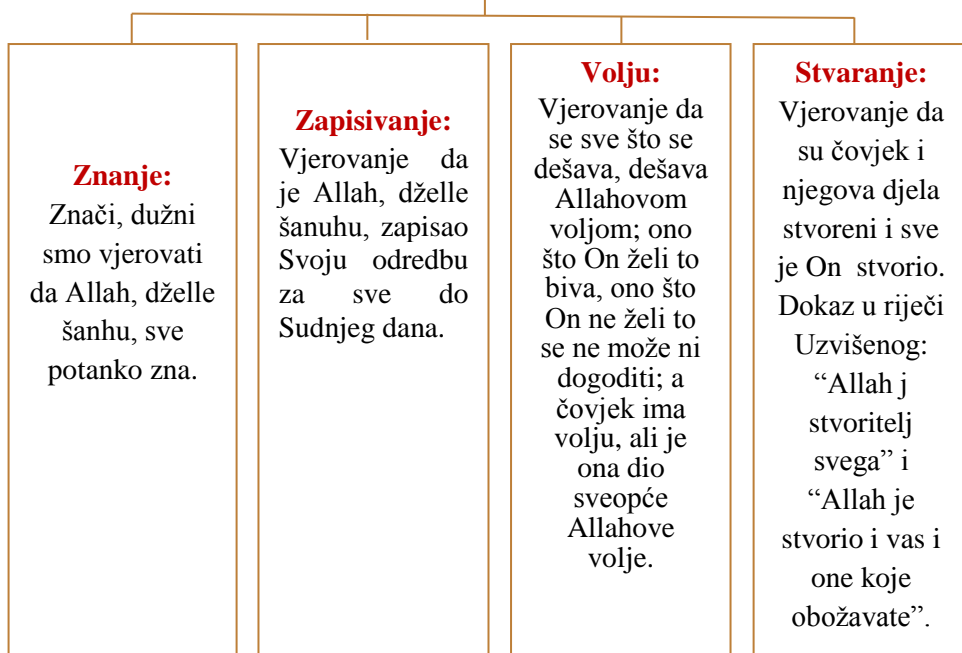 Znanje:
Znači, dužni
smo vjerovati
da Allah, dželle
šanhu, sve
potanko zna.
Zapisivanje:
Vjerovanje da
je Allah, dželle
šanuhu, zapisao
Svoju odredbu
za sve do
Sudnjeg dana.
Volju:
Vjerovanje da
se sve što se
dešava, dešava
Allahovom
voljom; ono
što On želi to
biva, ono što
On ne želi to
se ne može ni
dogoditi; a
čovjek ima
volju, ali je
ona dio
sveopće
Allahove
volje.
Stvaranje:
Vjerovanje da
su čovjek i
njegova djela
stvoreni i sve
je On stvorio.
Dokaz u riječi
Uzvišenog:
“Allah j
stvoritelj
svega” i
“Allah je
stvorio i vas i
one koje
obožavate”.